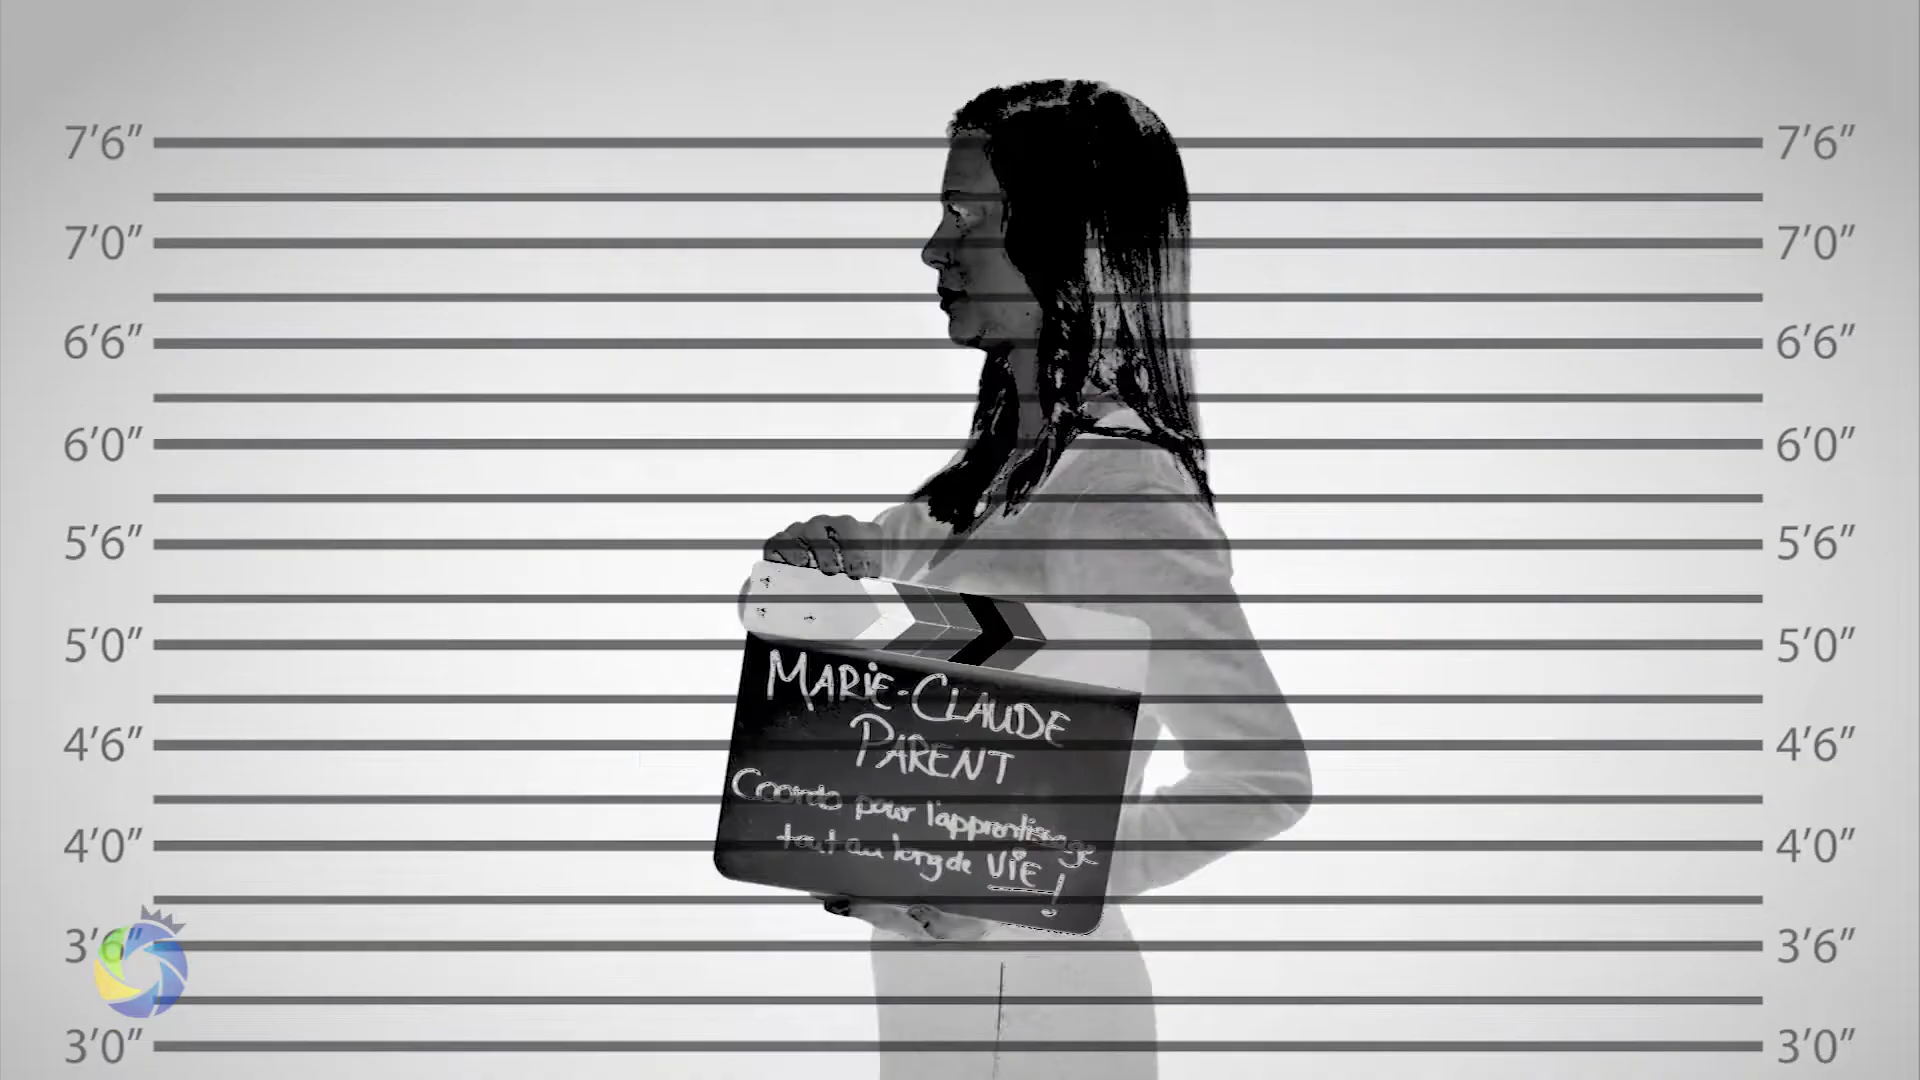 7'6" 7'6"
7'0" 7'0"
6'6" 6'6"
6'0" 6'0"
5'6" 5'6"
5'0" 5'0"
4'6" 4'6"
4'0" 4'0"
3'6" 3'6"
3'0" 3'0"
MARiE-CLAUDE
PARENT
Coordo pour l'apprentissage
tout au long de ViE !